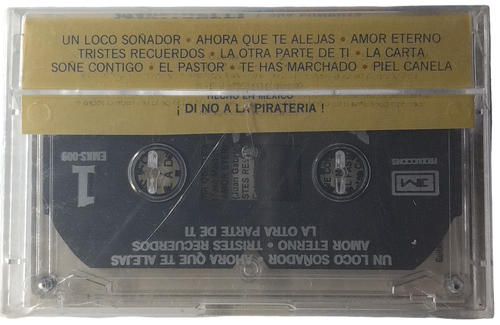 UN LOCO SOÑADOR • AHORA QUE TE ALEJAS • AMOR ETERNO
TRISTES RECUERDOS • LA OTRA PARTE DE TI • LA CARTA
SOÑE CONTIGO • EL PASTOR • TE HAS MARCHADO • PIEL CANELA
HECHO EN MEXICO
¡ DI NO A LA PIRATERIA !
EMKS-009
1
JM
PRODUCCIONES
UN LOCO SOÑADOR • AHORA QUE TE ALEJAS
AMOR ETERNO • TRISTES RECUERDOS
LA OTRA PARTE DE TI